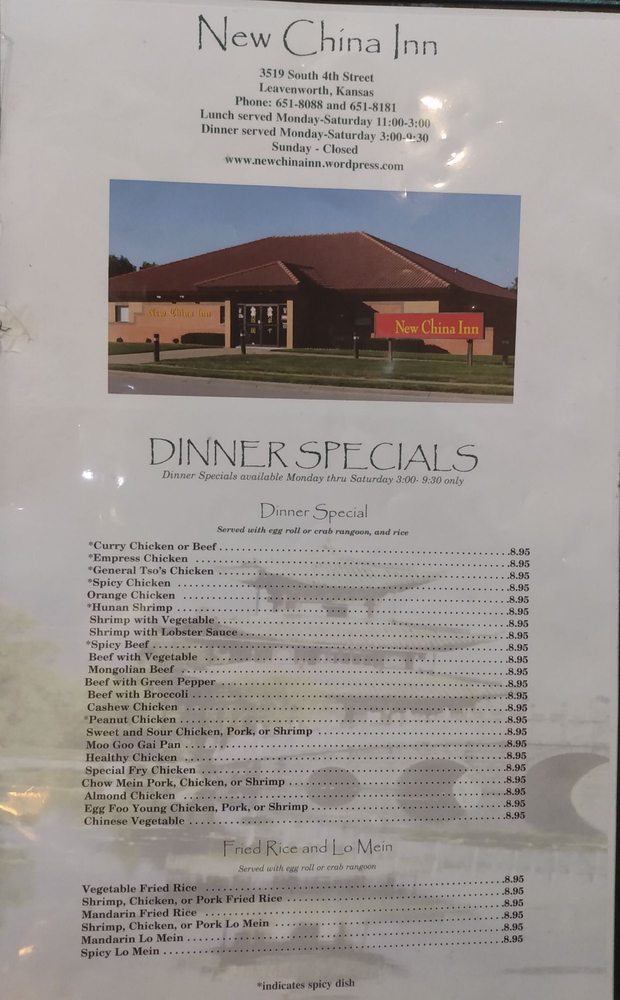 New China Inn
3519 South 4th Street
Leavenworth, Kansas
Phone: 651-8088 and 651-8181
Lunch served Monday-Saturday 11:00-3:00
Dinner served Monday-Saturday 3:00-9:30
Sunday - Closed
www.newchinainn.wordpress.com
New China Inn
New China Inn
DINNER SPECIALS
Dinner Specials available Monday thru Saturday 3:00- 9:30 only
Dinner Special
Served with egg roll or crab rangoon, and rice
*Curry Chicken or Beef 8.95
*Empress Chicken 8.95
*General Tso's Chicken 8.95
*Spicy Chicken 8.95
Orange Chicken 8.95
*Hunan Shrimp 8.95
Shrimp with Vegetable 8.95
Shrimp with Lobster Sauce 8.95
*Spicy Beef 8.95
Beef with Vegetable 8.95
Mongolian Beef 8.95
Beef with Green Pepper 8.95
Beef with Broccoli 8.95
Cashew Chicken 8.95
*Peanut Chicken 8.95
Sweet and Sour Chicken, Pork, or Shrimp 8.95
Moo Goo Gai Pan 8.95
Healthy Chicken 8.95
Special Fry Chicken 8.95
Chow Mein Pork, Chicken, or Shrimp 8.95
Almond Chicken 8.95
Egg Foo Young Chicken, Pork, or Shrimp 8.95
Chinese Vegetable 8.95
Fried Rice and Lo Mein
Served with egg roll or crab rangoon
Vegetable Fried Rice 8.95
Shrimp, Chicken, or Pork Fried Rice 8.95
Mandarin Fried Rice 8.95
Shrimp, Chicken, or Pork Lo Mein 8.95
Mandarin Lo Mein 8.95
Spicy Lo Mein 8.95
*indicates spicy dish